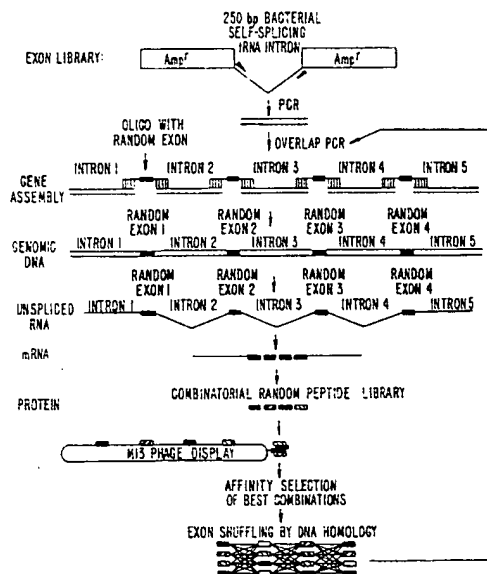 250 bp BACTERIAL
SELF-SPLICING
tRNA INTRON
EXON LIBRARY:
Ampʳ
Ampʳ
PCR
OLIGO WITH
RANDOM EXON
OVERLAP PCR
INTRON 1 INTRON 2 INTRON 3 INTRON 4 INTRON 5
GENE
ASSEMBLY
RANDOM EXON 1 RANDOM EXON 2 RANDOM EXON 3 RANDOM EXON 4
GENOMIC
DNA
INTRON 1 INTRON 2 INTRON 3 INTRON 4 INTRON 5
RANDOM EXON 1 RANDOM EXON 2 RANDOM EXON 3 RANDOM EXON 4
UNSPLICED
RNA
INTRON 1 INTRON 2 INTRON 3 INTRON 4 INTRON 5
mRNA
COMBINATORIAL RANDOM PEPTIDE LIBRARY
PROTEIN
M13 PHAGE DISPLAY
AFFINITY SELECTION
OF BEST COMBINATIONS
EXON SHUFFLING BY DNA HOMOLOGY